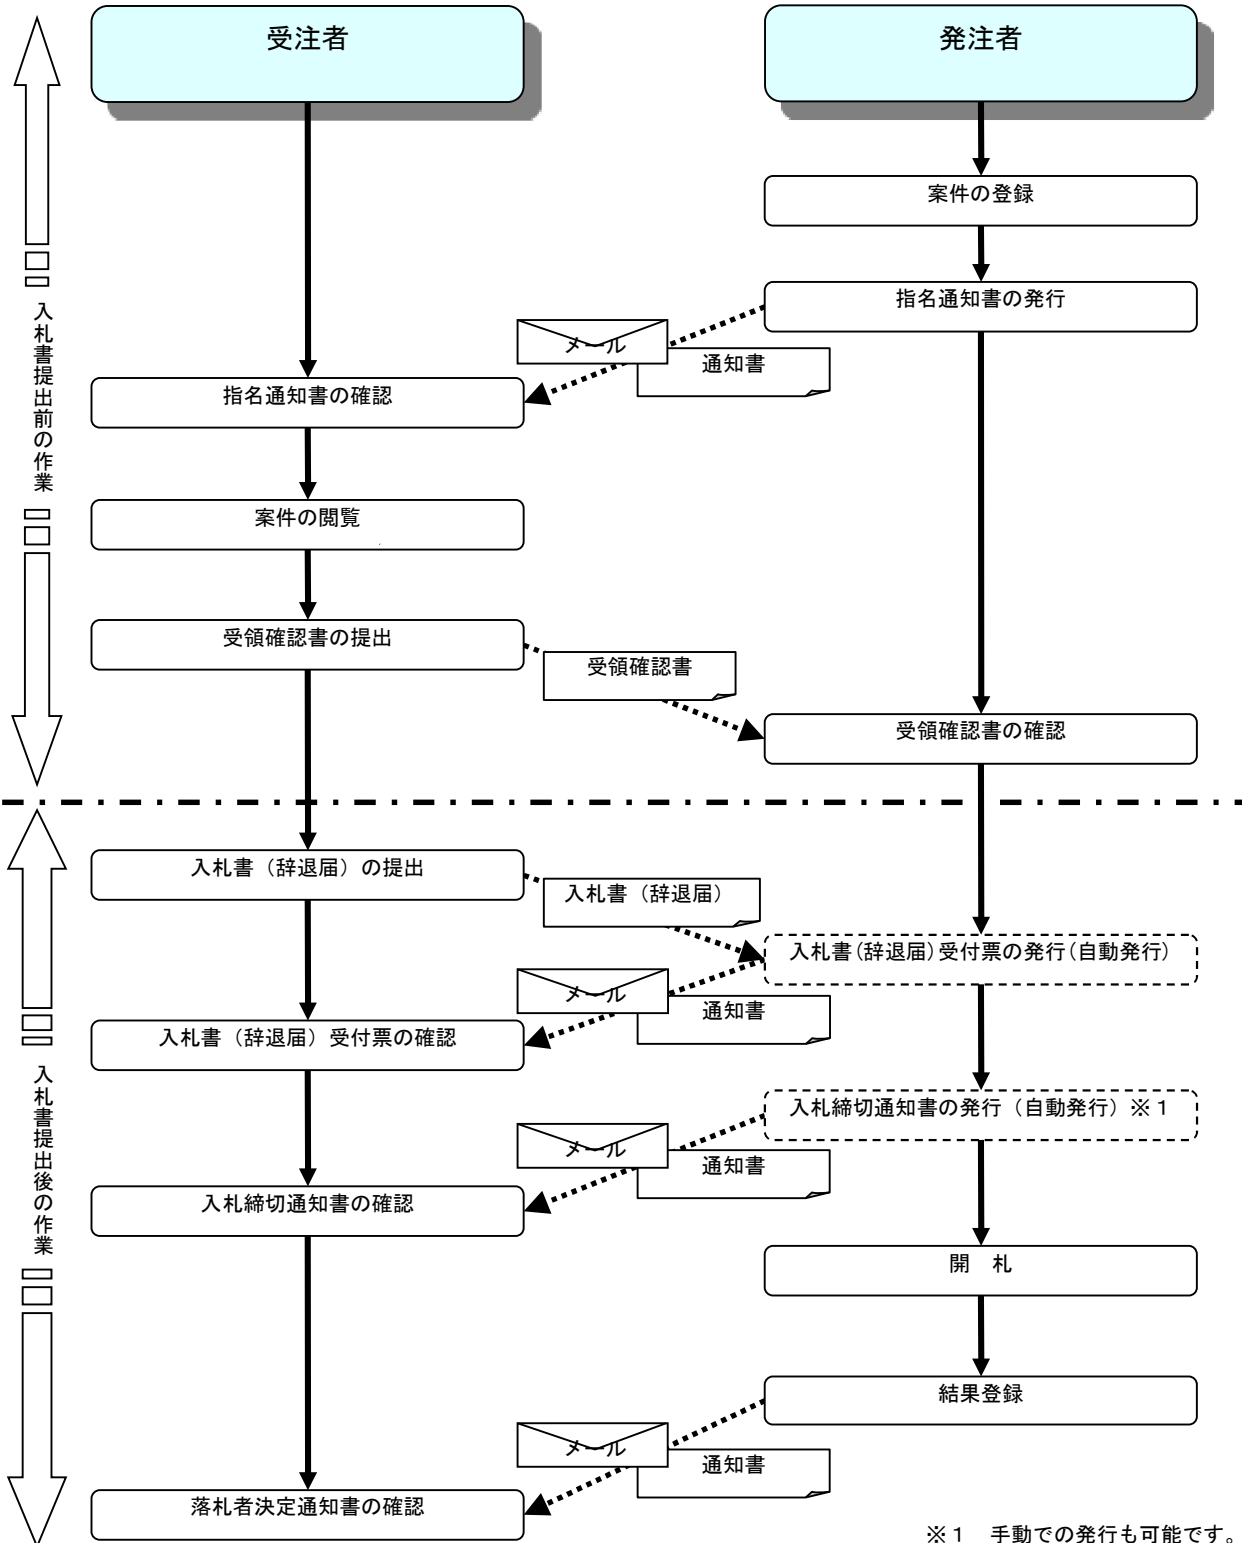 受注者
発注者
案件の登録
指名通知書の発行
メール
通知書
指名通知書の確認
入札書提出前の作業
案件の閲覧
受領確認書の提出
受領確認書
受領確認書の確認
入札書（辞退届）の提出
入札書（辞退届）
入札書(辞退届)受付票の発行(自動発行)
メール
通知書
入札書（辞退届）受付票の確認
入札書提出後の作業
入札締切通知書の発行（自動発行）※１
メール
通知書
入札締切通知書の確認
開　札
結果登録
メール
通知書
落札者決定通知書の確認
※１　手動での発行も可能です。